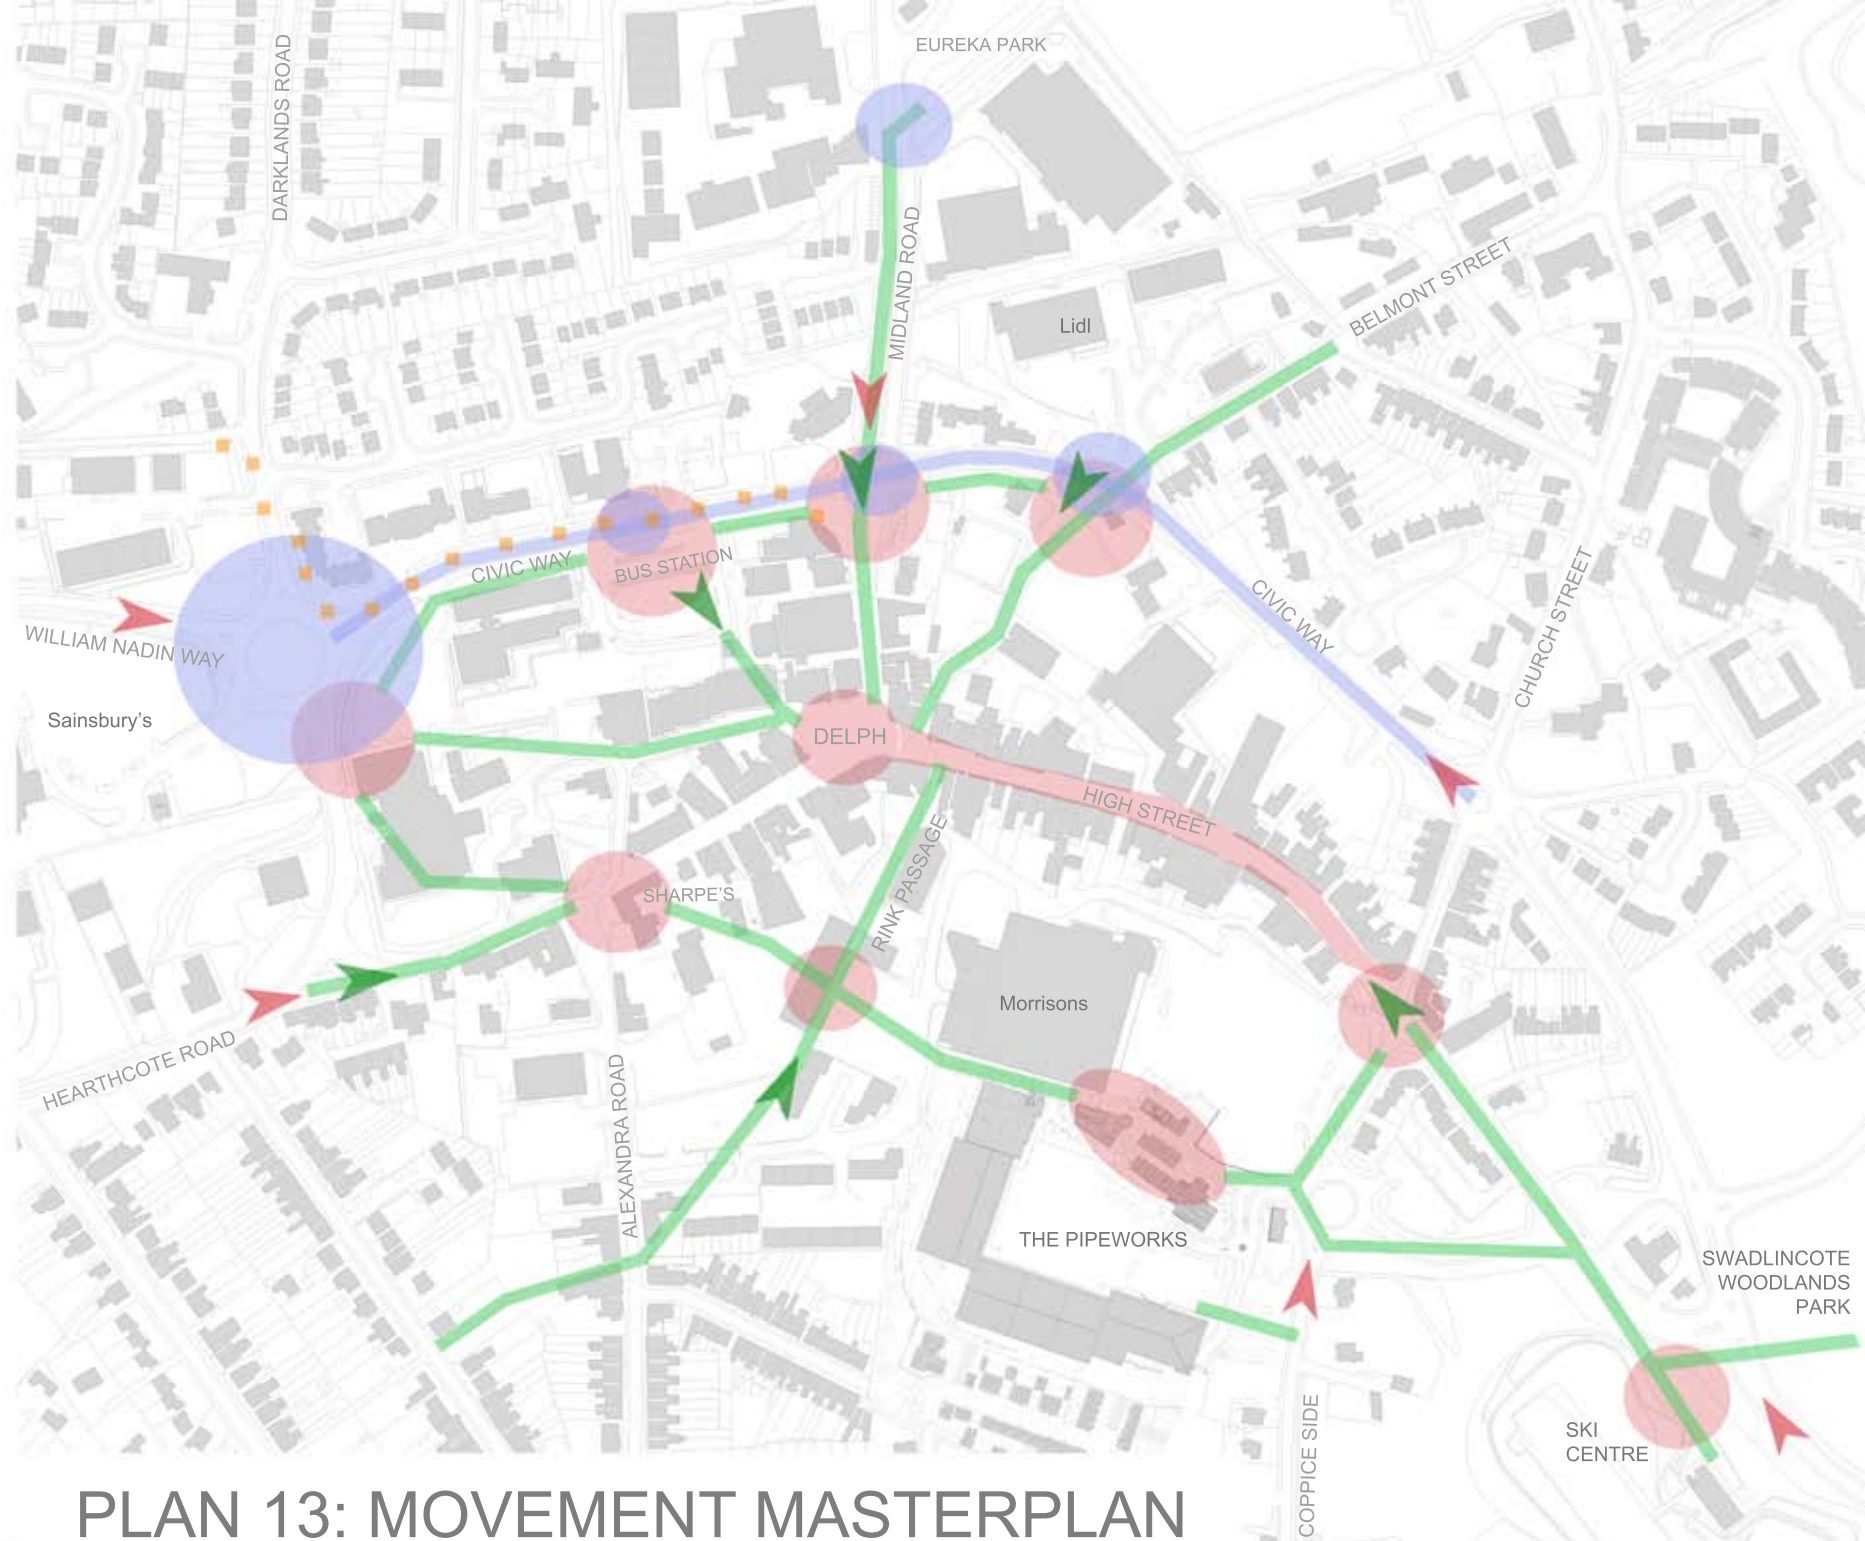 EUREKA PARK
DARKLANDS ROAD
MIDLAND ROAD
BELMONT STREET
Lidl
CIVIC WAY
BUS STATION
WILLIAM NADIN WAY
CIVIC WAY
CHURCH STREET
Sainsbury's
DELPH
HIGH STREET
RINK PASSAGE
SHARPE'S
Morrisons
HEARTHCOTE ROAD
ALEXANDRA ROAD
THE PIPEWORKS
SWADLINCOTE
WOODLANDS
PARK
SKI
CENTRE
COPPICE SIDE
PLAN 13: MOVEMENT MASTERPLAN